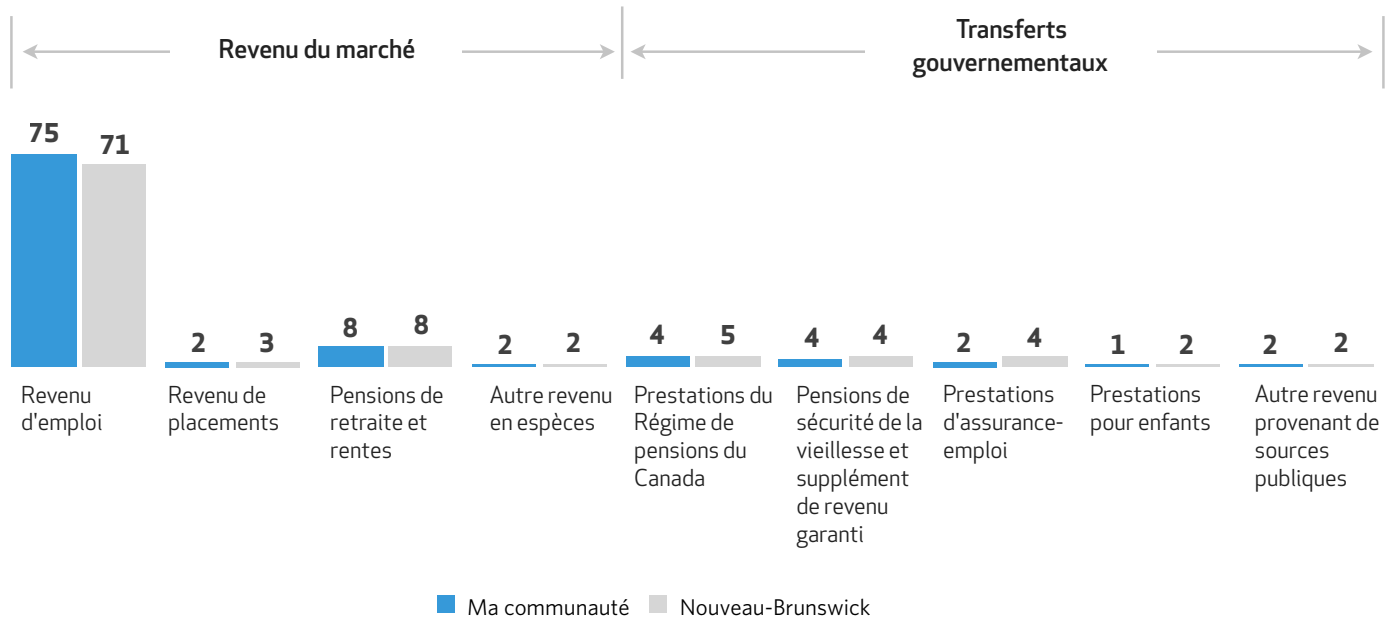 Revenu du marché
Transferts
gouvernementaux
75
71
2
3
8
8
2
2
4
5
4
4
2
4
1
2
2
2
Revenu
d'emploi
Revenu de
placements
Pensions de
retraite et
rentes
Autre revenu
en espèces
Prestations du
Régime de
pensions du
Canada
Pensions de
sécurité de la
vieillesse et
supplément
de revenu
garanti
Prestations
d'assurance-
emploi
Prestations
pour enfants
Autre revenu
provenant de
sources
publiques
Ma communauté
Nouveau-Brunswick